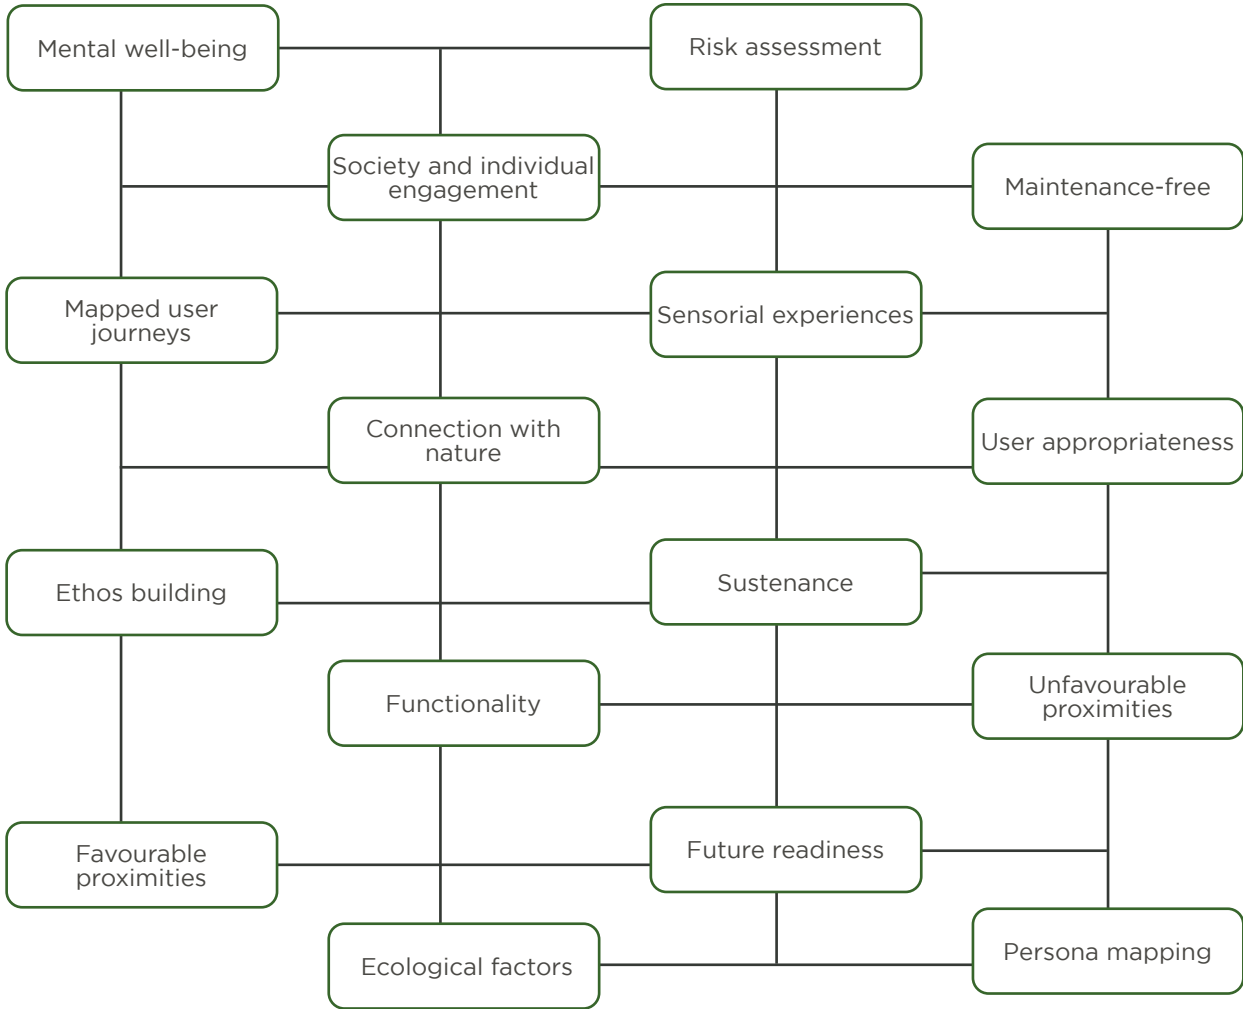 Mental well-being
Risk assessment
Society and individual
engagement
Maintenance-free
Mapped user
journeys
Sensorial experiences
Connection with
nature
User appropriateness
Ethos building
Sustenance
Functionality
Unfavourable
proximities
Favourable
proximities
Future readiness
Ecological factors
Persona mapping